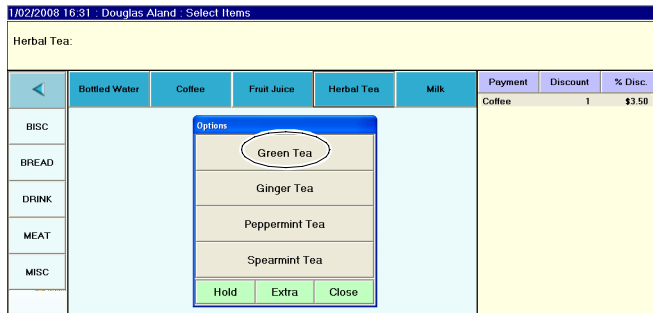 1/02/2008 16:31 : Douglas Aland : Select Items
Herbal Tea:
Bottled Water Coffee Fruit Juice Herbal Tea Milk
Payment Discount % Disc.
Coffee 1 $3.50
BISC
BREAD
DRINK
MEAT
MISC
Options
Green Tea
Ginger Tea
Peppermint Tea
Spearmint Tea
Hold Extra Close